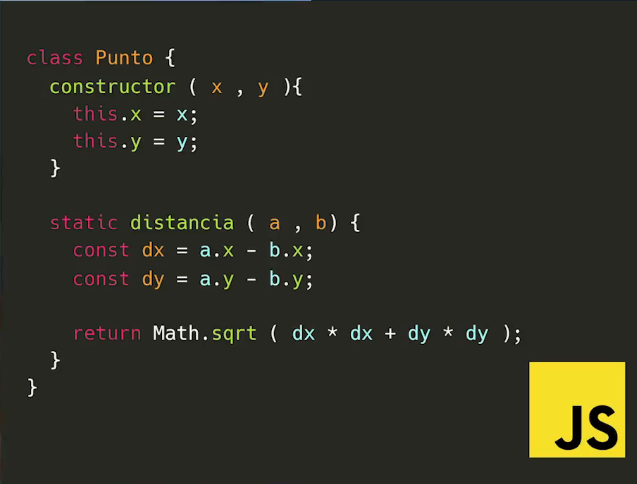 class Punto {
constructor ( x , y ){
this.x = x;
this.y = y;
}
static distancia ( a , b) {
const dx = a.x - b.x;
const dy = a.y - b.y;
return Math.sqrt ( dx * dx + dy * dy );
}
}
JS